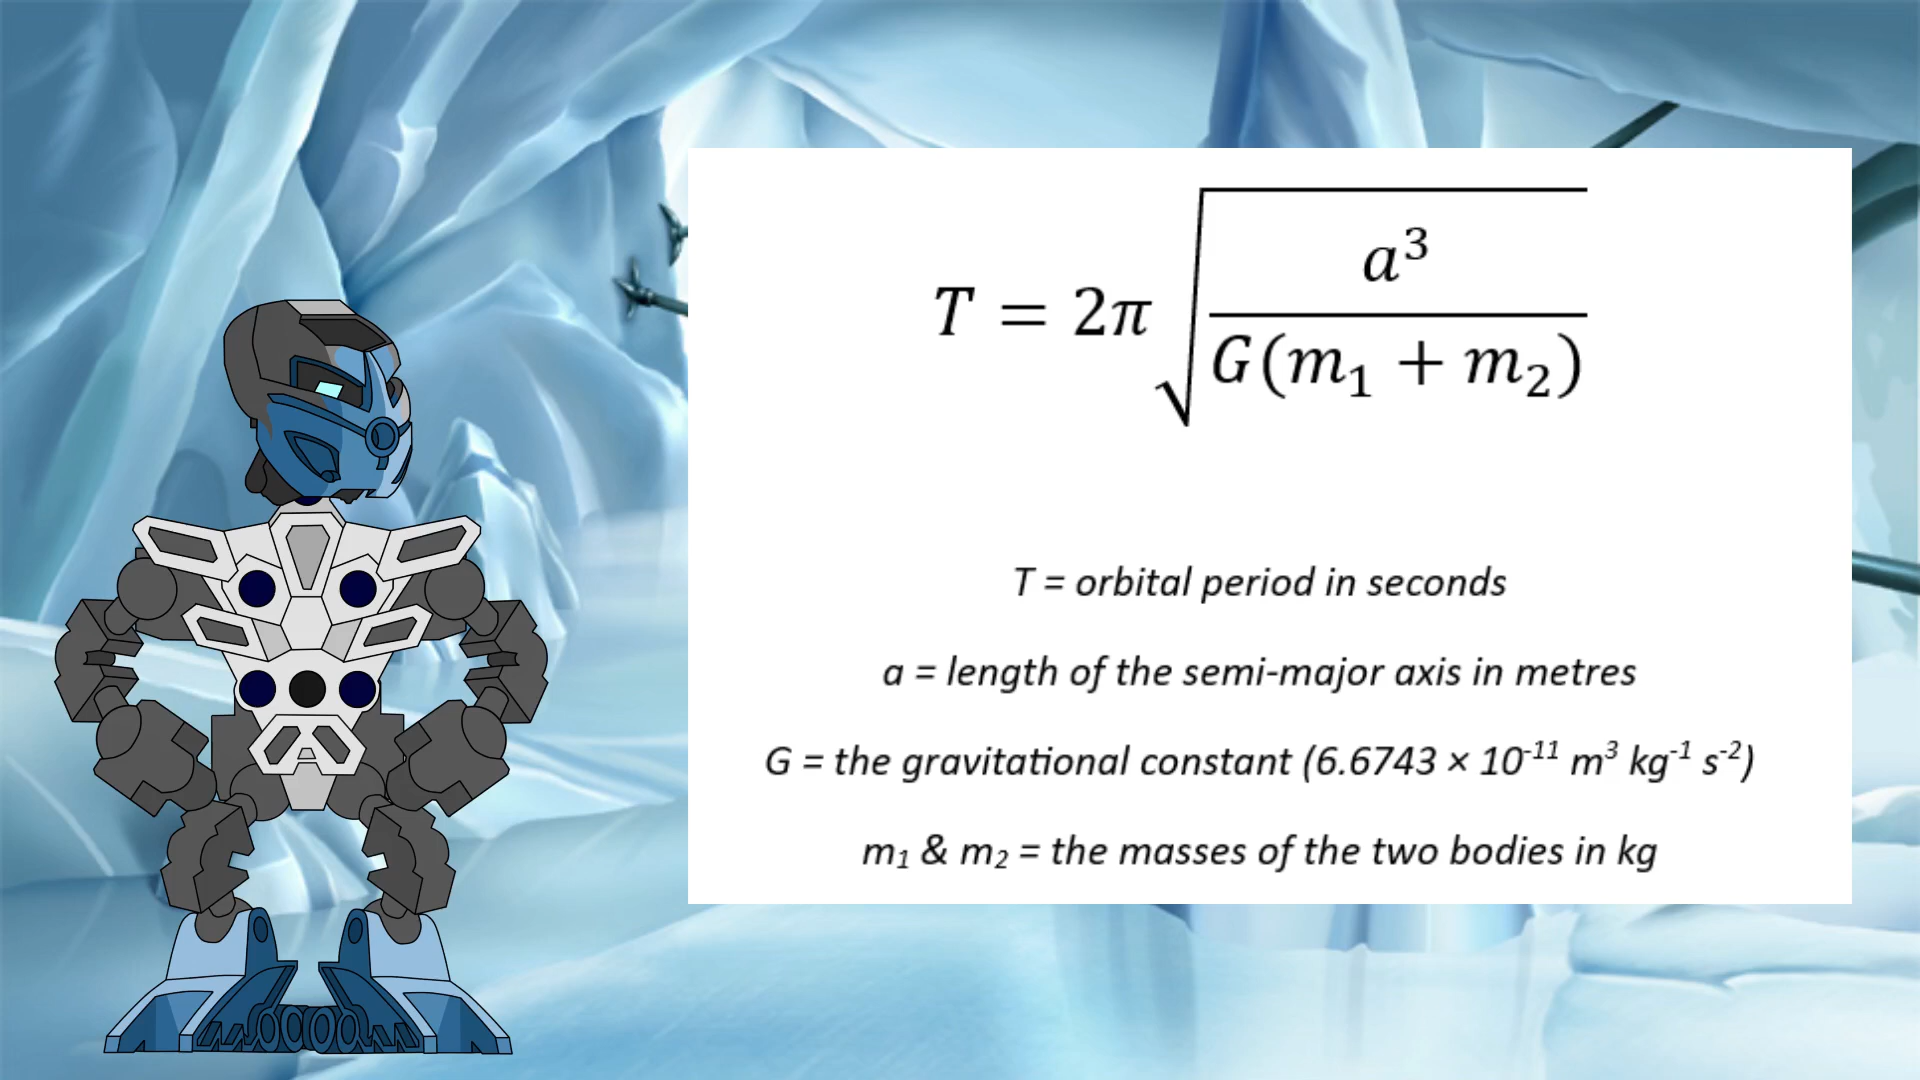 T = 2π √(a³ / G(m₁ + m₂))
T = orbital period in seconds
a = length of the semi-major axis in metres
G = the gravitational constant (6.6743 × 10⁻¹¹ m³ kg⁻¹ s⁻²)
m₁ & m₂ = the masses of the two bodies in kg